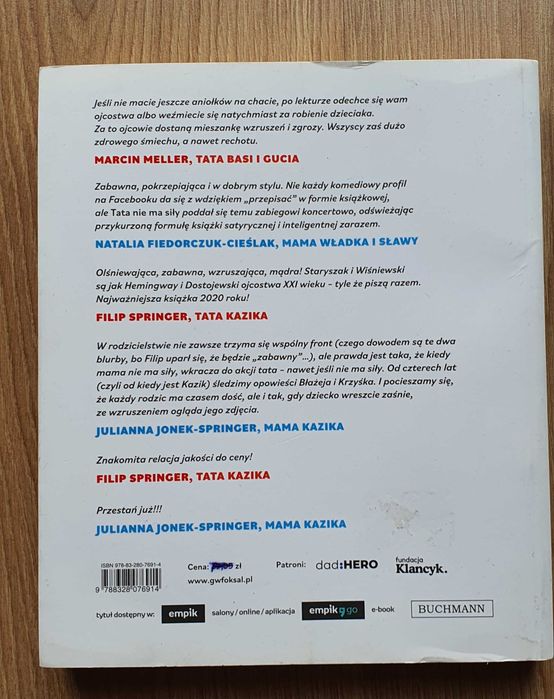 Jeśli nie macie jeszcze aniołków na chacie, po lekturze odechce się wam
ojcostwa albo weźmiecie się natychmiast za robienie dzieciaka.
Za to ojcowie dostaną mieszankę wzruszeń i zgrozy. Wszyscy zaś dużo
zdrowego śmiechu, a nawet rechotu.
MARCIN MELLER, TATA BASI I GUCIA
Zabawna, pokrzepiająca i w dobrym stylu. Nie każdy komediowy profil
na Facebooku da się z wdziękiem „przepisać” w formie książkowej,
ale Tata nie ma siły poddał się temu zabiegowi koncertowo, odświeżając
przykurzoną formułę książki satyrycznej i inteligentnej zarazem.
NATALIA FIEDORCZUK-CIEŚLAK, MAMA WŁADKA I SŁAWY
Olśniewająca, zabawna, wzruszająca, mądra! Staryszak i Wiśniewski
są jak Hemingway i Dostojewski ojcostwa XXI wieku – tyle że piszą razem.
Najważniejsza książka 2020 roku!
FILIP SPRINGER, TATA KAZIKA
W rodzicielstwie nie zawsze trzyma się wspólny front (czego dowodem są te dwa
blurby, bo Filip uparł się, że będzie „zabawny”...), ale prawda jest taka, że kiedy
mama nie ma siły, wkracza do akcji tata – nawet jeśli nie ma siły. Od czterech lat
(czyli od kiedy jest Kazik) śledzimy opowieści Błażeja i Krzyśka. I pocieszamy się,
że każdy rodzic ma czasem dość, ale i tak, gdy dziecko wreszcie zaśnie,
ze wzruszeniem ogląda jego zdjęcia.
JULIANNA JONEK-SPRINGER, MAMA KAZIKA
Znakomita relacja jakości do ceny!
FILIP SPRINGER, TATA KAZIKA
Przestań już!!!
JULIANNA JONEK-SPRINGER, MAMA KAZIKA
ISBN 978-83-280-7691-4
9 788328 076914
Cena: zł
www.gwfoksal.pl
Patroni: dad:HERO
fundacja
Klancyk.
tytuł dostępny w: empik salony / online / aplikacja empik go e-book BUCHMANN